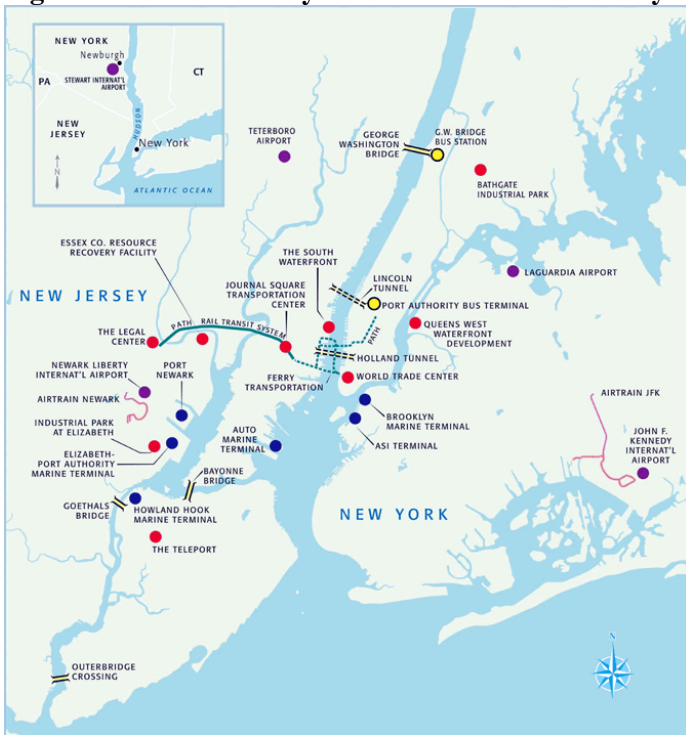 NEW YORK
Newburgh
STEWART INTERNAT'L
AIRPORT
PA
CT
NEW
JERSEY
HUDSON
New York
N
ATLANTIC OCEAN
TETERBORO
AIRPORT
GEORGE
WASHINGTON
BRIDGE
G.W. BRIDGE
BUS STATION
BATHGATE
INDUSTRIAL PARK
ESSEX CO. RESOURCE
RECOVERY FACILITY
THE SOUTH
WATERFRONT
LINCOLN
TUNNEL
LAGUARDIA AIRPORT
JOURNAL SQUARE
TRANSPORTATION
CENTER
NEW JERSEY
PORT AUTHORITY BUS TERMINAL
PATH RAIL TRANSIT SYSTEM
PATH
THE LEGAL
CENTER
QUEENS WEST
WATERFRONT
DEVELOPMENT
HOLLAND TUNNEL
NEWARK LIBERTY
INTERNAT'L AIRPORT
PORT
NEWARK
FERRY
TRANSPORTATION
WORLD TRADE CENTER
AIRTRAIN NEWARK
AIRTRAIN JFK
BROOKLYN
MARINE TERMINAL
INDUSTRIAL PARK
AT ELIZABETH
AUTO
MARINE
TERMINAL
ASI TERMINAL
JOHN F.
KENNEDY
INTERNAT'L
AIRPORT
ELIZABETH-
PORT AUTHORITY
MARINE TERMINAL
BAYONNE
BRIDGE
GOETHALS
BRIDGE
HOWLAND HOOK
MARINE TERMINAL
NEW YORK
THE TELEPORT
OUTERBRIDGE
CROSSING
N